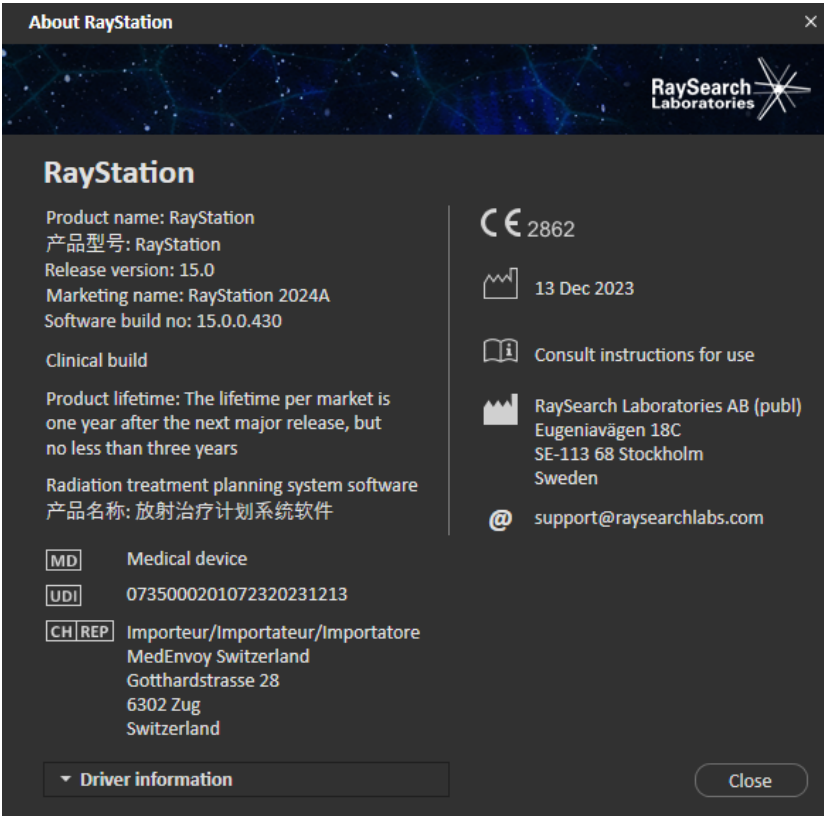 About RayStation
RaySearch
Laboratories
RayStation
Product name: RayStation
产品型号: RayStation
Release version: 15.0
Marketing name: RayStation 2024A
Software build no: 15.0.0.430
Clinical build
Product lifetime: The lifetime per market is
one year after the next major release, but
no less than three years
Radiation treatment planning system software
产品名称: 放射治疗计划系统软件
CE 2862
13 Dec 2023
Consult instructions for use
RaySearch Laboratories AB (publ)
Eugeniavägen 18C
SE-113 68 Stockholm
Sweden
@ support@raysearchlabs.com
MD Medical device
UDI 0735000201072320231213
CH REP Importeur/Importateur/Importatore
MedEnvoy Switzerland
Gotthardstrasse 28
6302 Zug
Switzerland
Driver information
Close